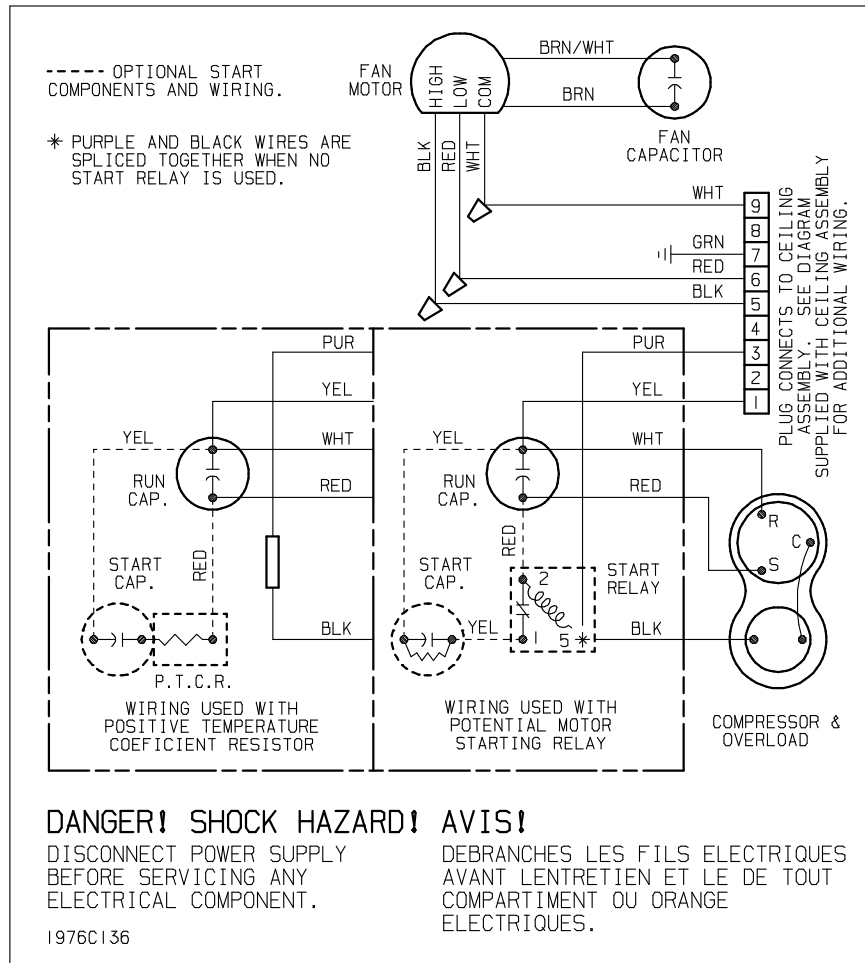 ----- OPTIONAL START
COMPONENTS AND WIRING.
* PURPLE AND BLACK WIRES ARE
SPLICED TOGETHER WHEN NO
START RELAY IS USED.
FAN
MOTOR
HIGH
LOW
COM
BRN/WHT
BRN
FAN
CAPACITOR
BLK
RED
WHT
WHT
GRN
RED
BLK
9
8
7
6
5
4
3
2
1
PLUG CONNECTS TO CEILING
ASSEMBLY. SEE DIAGRAM
SUPPLIED WITH CEILING ASSEMBLY
FOR ADDITIONAL WIRING.
PUR
YEL
YEL
WHT
RUN
CAP.
RED
START
CAP.
RED
BLK
P.T.C.R.
WIRING USED WITH
POSITIVE TEMPERATURE
COEFICIENT RESISTOR
PUR
YEL
YEL
WHT
RUN
CAP.
RED
RED
START
CAP.
START
RELAY
2
YEL
1
5 *
BLK
WIRING USED WITH
POTENTIAL MOTOR
STARTING RELAY
R
C
S
COMPRESSOR &
OVERLOAD
DANGER! SHOCK HAZARD!
DISCONNECT POWER SUPPLY
BEFORE SERVICING ANY
ELECTRICAL COMPONENT.
AVIS!
DEBRANCHES LES FILS ELECTRIQUES
AVANT LENTRETIEN ET LE DE TOUT
COMPARTIMENT OU ORANGE
ELECTRIQUES.
1976C136